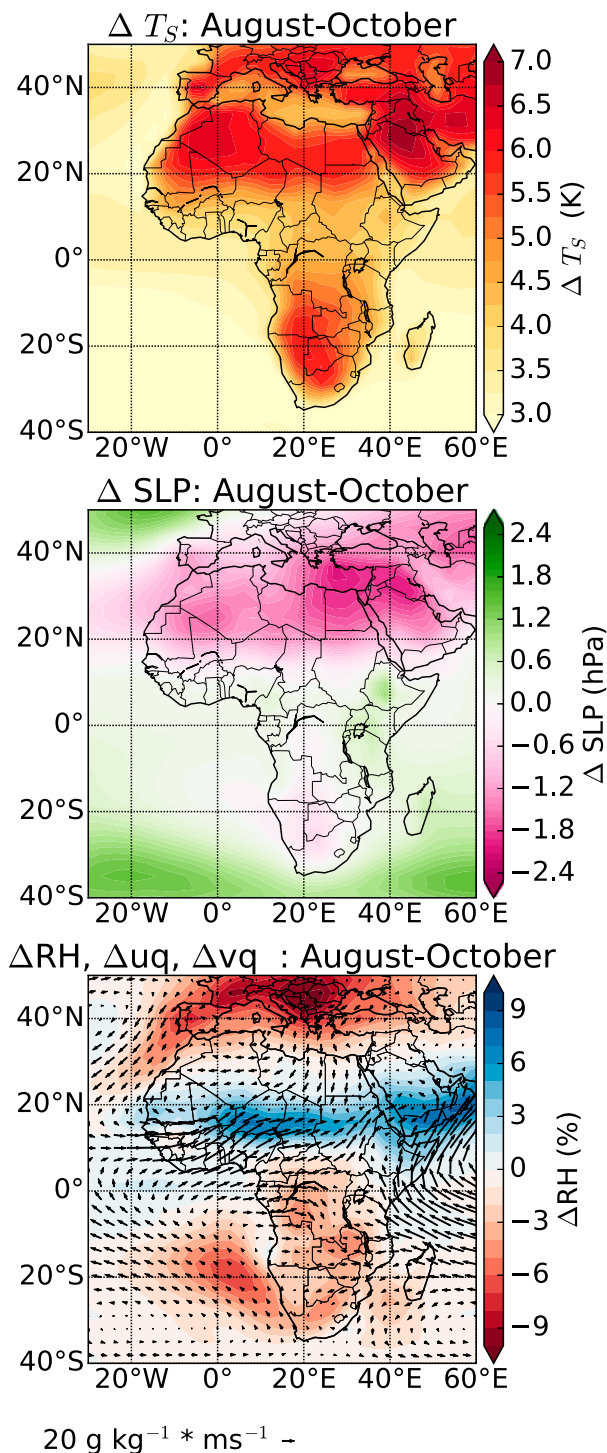 Δ T_S: August-October
40°N
20°N
0°
20°S
40°S
20°W 0° 20°E 40°E 60°E
7.0
6.5
6.0
5.5
5.0
4.5
4.0
3.5
3.0
Δ T_S (K)
Δ SLP: August-October
40°N
20°N
0°
20°S
40°S
20°W 0° 20°E 40°E 60°E
2.4
1.8
1.2
0.6
0.0
−0.6
−1.2
−1.8
−2.4
Δ SLP (hPa)
ΔRH, Δuq, Δvq : August-October
40°N
20°N
0°
20°S
40°S
20°W 0° 20°E 40°E 60°E
9
6
3
0
−3
−6
−9
ΔRH (%)
20 g kg⁻¹ * ms⁻¹